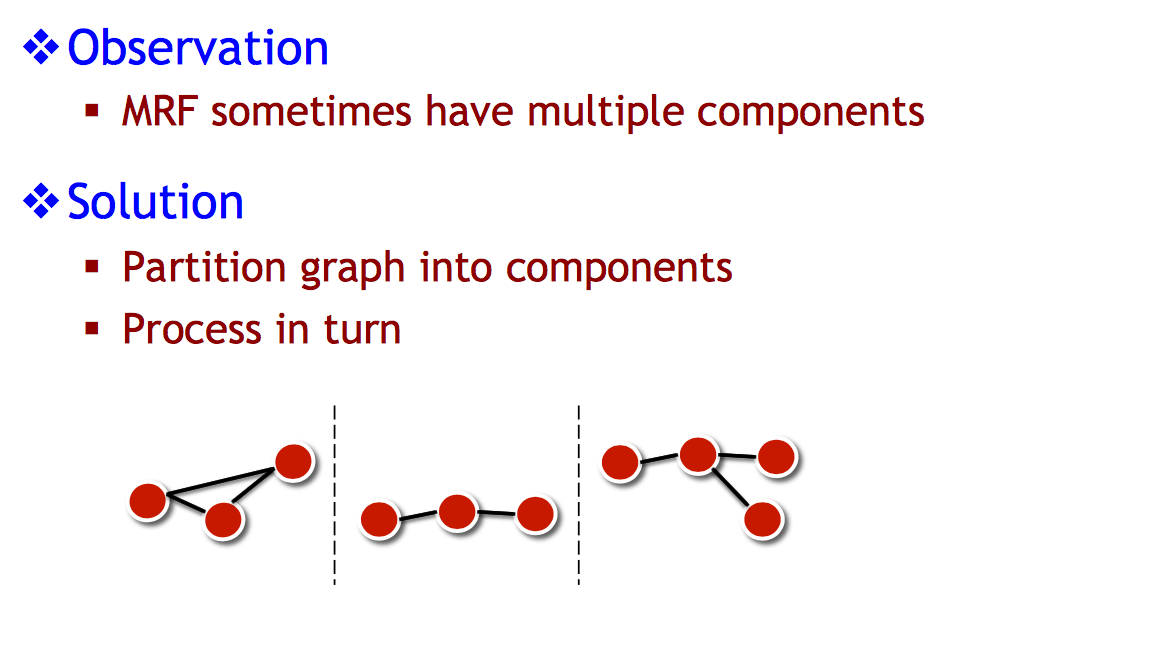 Observation
MRF sometimes have multiple components
Solution
Partition graph into components
Process in turn